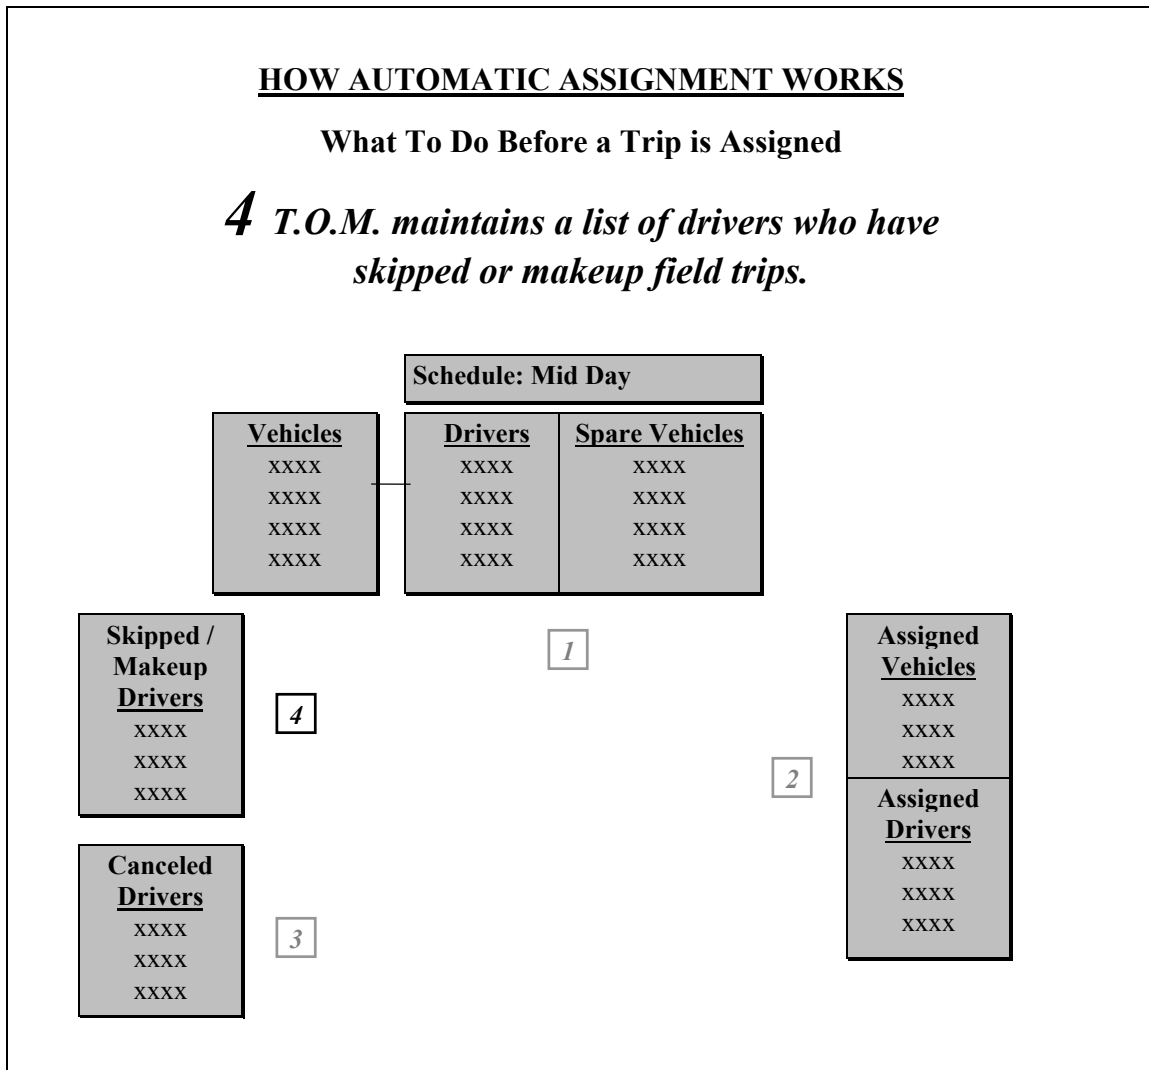 HOW AUTOMATIC ASSIGNMENT WORKS
What To Do Before a Trip is Assigned
4 T.O.M. maintains a list of drivers who have
skipped or makeup field trips.
Schedule: Mid Day
Vehicles
xxxx
xxxx
xxxx
xxxx
Drivers
xxxx
xxxx
xxxx
xxxx
Spare Vehicles
xxxx
xxxx
xxxx
xxxx
1
Skipped /
Makeup
Drivers
xxxx
xxxx
xxxx
4
Assigned
Vehicles
xxxx
xxxx
xxxx
2
Assigned
Drivers
xxxx
xxxx
xxxx
Canceled
Drivers
xxxx
xxxx
xxxx
3